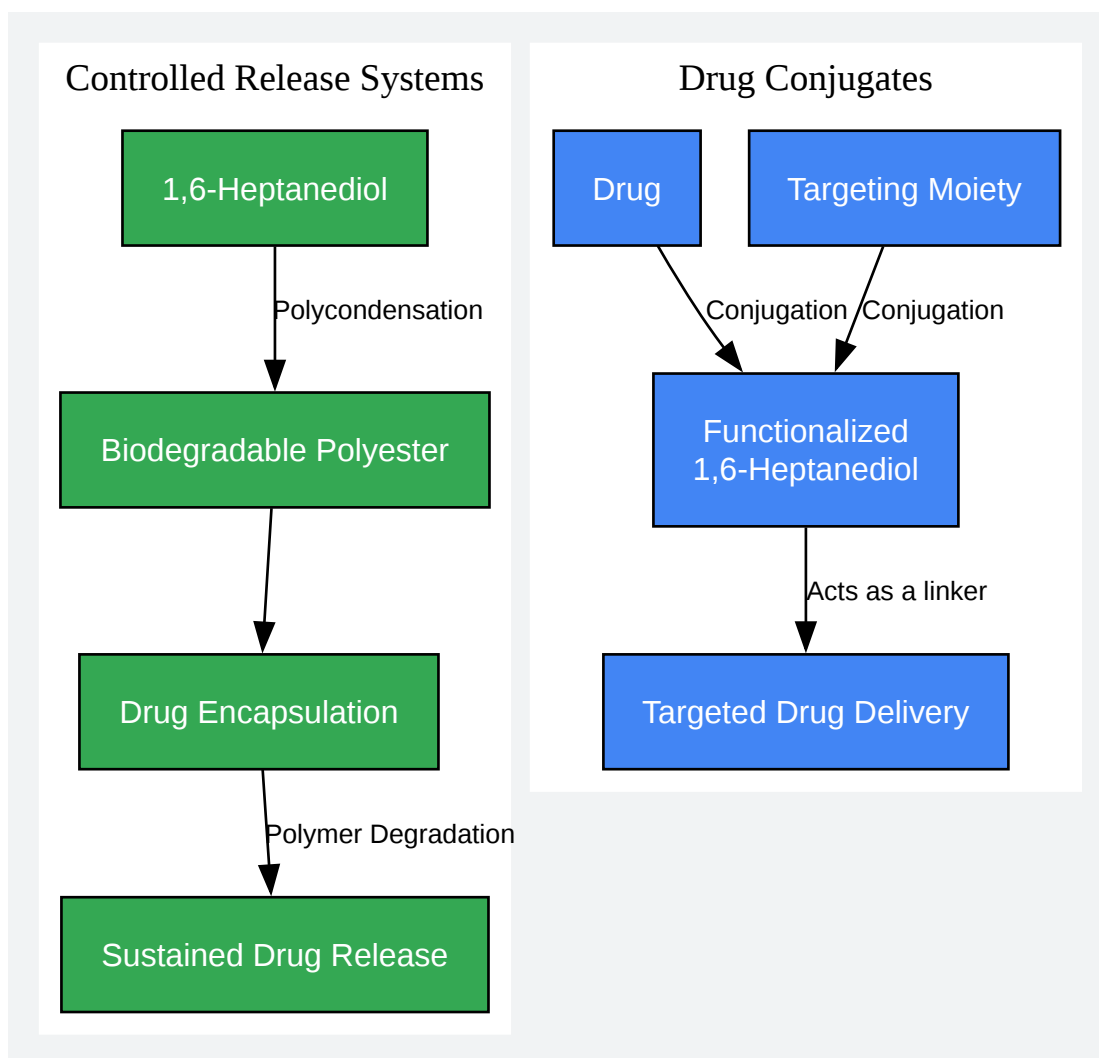 Controlled Release Systems
1,6-Heptanediol
Polycondensation
Biodegradable Polyester
Drug Encapsulation
Polymer Degradation
Sustained Drug Release
Drug Conjugates
Drug
Targeting Moiety
Conjugation
Conjugation
Functionalized
1,6-Heptanediol
Acts as a linker
Targeted Drug Delivery